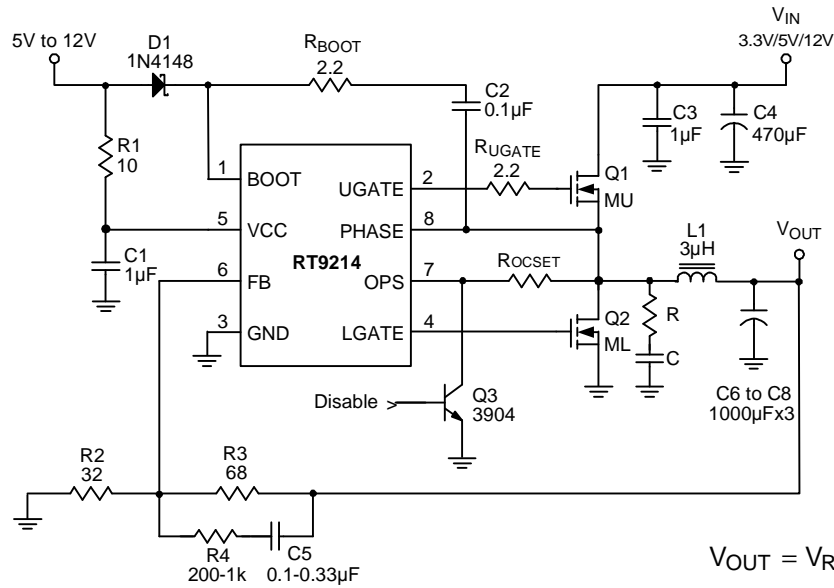 5V to 12V
D1
1N4148
RBOOT
2.2
C2
0.1µF
VIN
3.3V/5V/12V
C3
1µF
C4
470µF
R1
10
RUGATE
2.2
Q1
MU
1
BOOT
UGATE
2
5
VCC
PHASE
8
C1
1µF
RT9214
6
FB
OPS
7
ROCSET
L1
3µH
VOUT
3
GND
LGATE
4
Q2
ML
R
C
C6 to C8
1000µFx3
Disable >
Q3
3904
R2
32
R3
68
R4
200-1k
C5
0.1-0.33µF
VOUT = VR